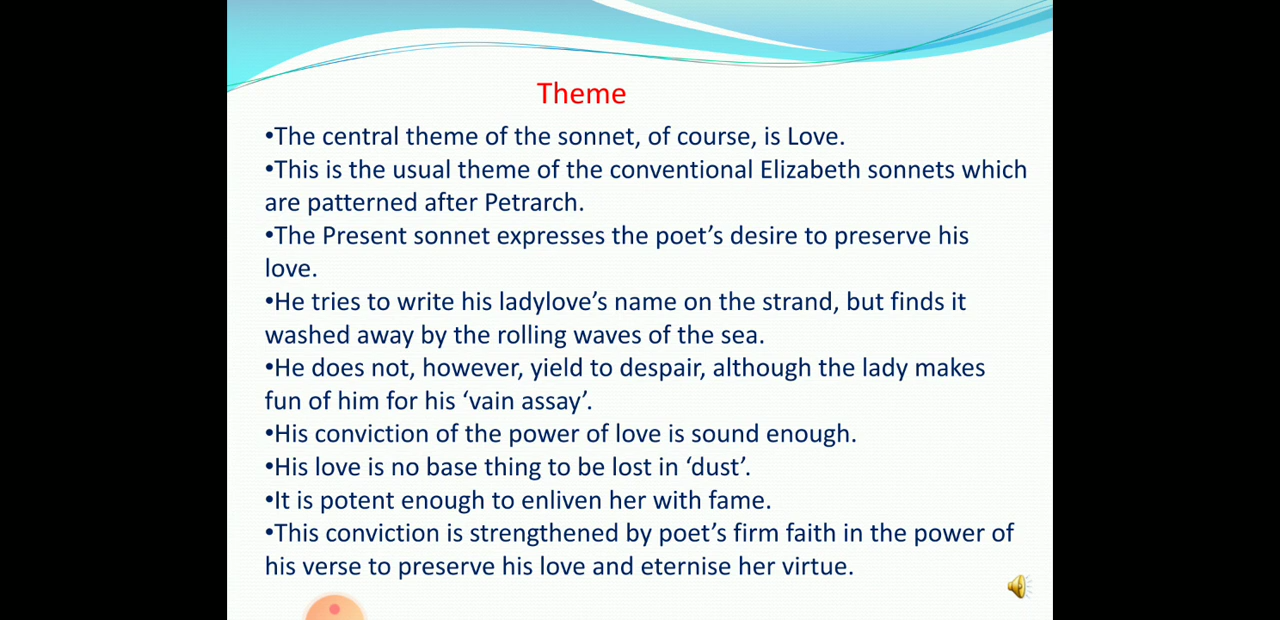 Theme
•The central theme of the sonnet, of course, is Love.
•This is the usual theme of the conventional Elizabeth sonnets which
are patterned after Petrarch.
•The Present sonnet expresses the poet’s desire to preserve his
love.
•He tries to write his ladylove’s name on the strand, but finds it
washed away by the rolling waves of the sea.
•He does not, however, yield to despair, although the lady makes
fun of him for his ‘vain assay’.
•His conviction of the power of love is sound enough.
•His love is no base thing to be lost in ‘dust’.
•It is potent enough to enliven her with fame.
•This conviction is strengthened by poet’s firm faith in the power of
his verse to preserve his love and eternise her virtue.